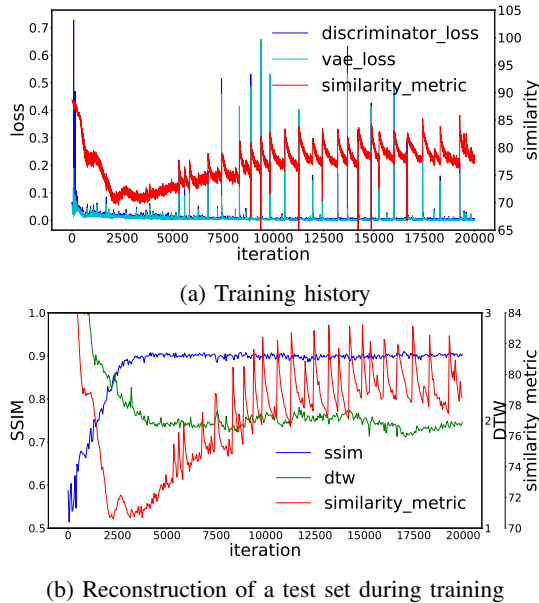 discriminator_loss
vae_loss
similarity_metric
loss
0.7
0.6
0.5
0.4
0.3
0.2
0.1
0.0
105
100
95
90
85
80
75
70
65
similarity
0 2500 5000 7500 10000 12500 15000 17500 20000
iteration
(a) Training history
SSIM
1.0
0.9
0.8
0.7
0.6
0.5
3
2
1
DTW
84
82
80
78
76
74
72
70
similarity metric
ssim
dtw
similarity_metric
0 2500 5000 7500 10000 12500 15000 17500 20000
iteration
(b) Reconstruction of a test set during training